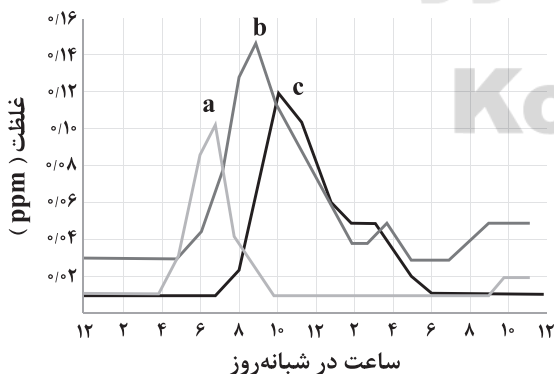 ۰/۱۶
۰/۱۴
۰/۱۲
۰/۱۰
۰/۰۸
۰/۰۶
۰/۰۴
۰/۰۲
غلظت ( ppm )
a
b
c
۱۲ ۲ ۴ ۶ ۸ ۱۰ ۱۲ ۲ ۴ ۶ ۸ ۱۰ ۱۲
ساعت در شبانه‌روز